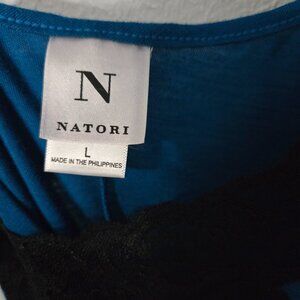 N
NATORI
L
MADE IN THE PHILIPPINES